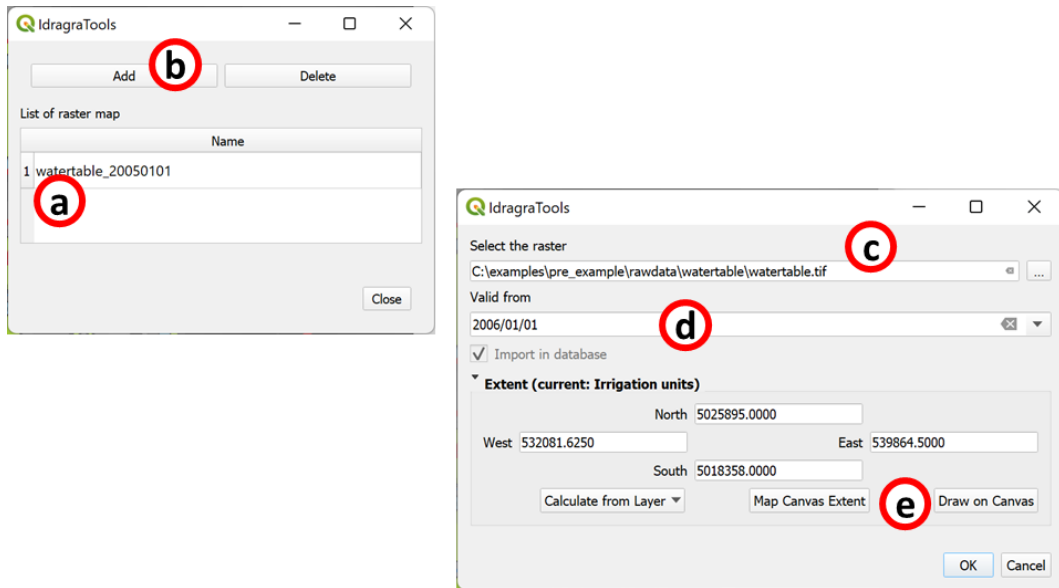 IdragraTools
Add
b
Delete
List of raster map
Name
1 watertable_20050101
a
Close
IdragraTools
Select the raster
c
C:\examples\pre_example\rawdata\watertable\watertable.tif
...
Valid from
2006/01/01
d
Import in database
Extent (current: Irrigation units)
North 5025895.0000
West 532081.6250 East 539864.5000
South 5018358.0000
Calculate from Layer Map Canvas Extent e Draw on Canvas
OK Cancel